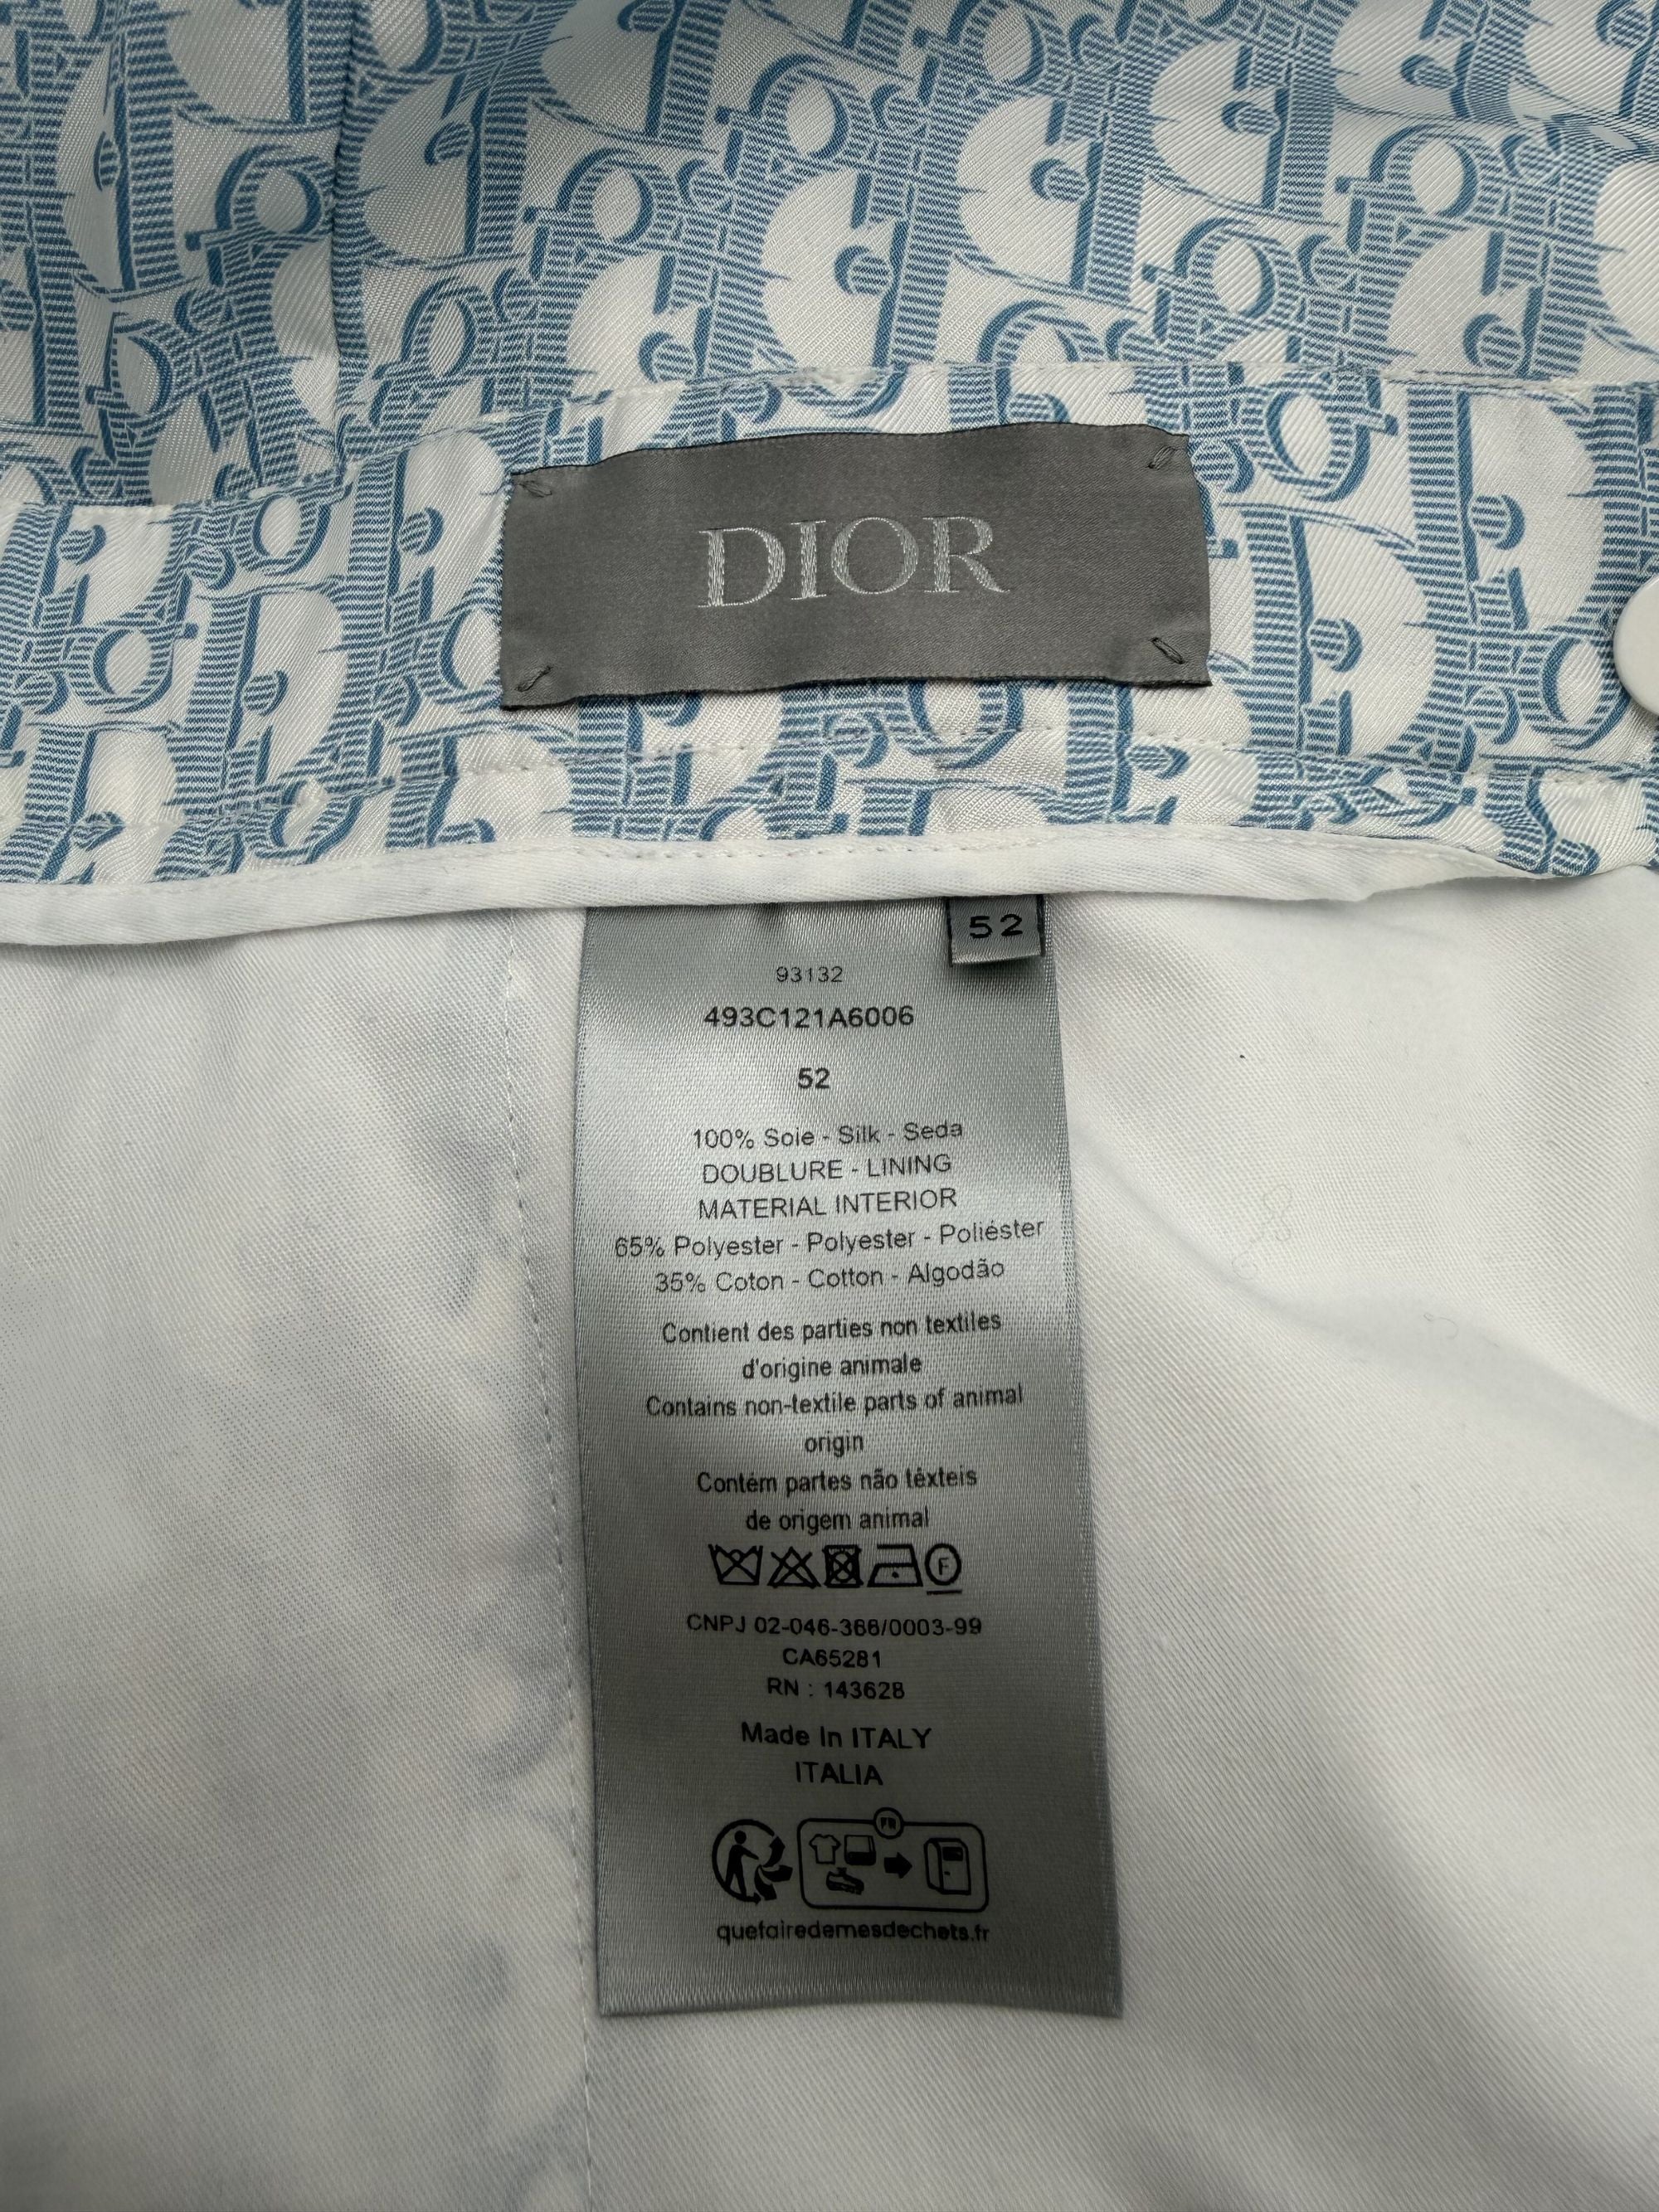 DIOR
52
93132
493C121A6006
52
100% Soie - Silk - Seda
DOUBLURE - LINING
MATERIAL INTERIOR
65% Polyester - Polyester - Poliéster
35% Coton - Cotton - Algodão
Contient des parties non textiles
d'origine animale
Contains non-textile parts of animal
origin
Contém partes não têxteis
de origem animal
F
CNPJ 02-046-366/0003-99
CA65281
RN : 143628
Made In ITALY
ITALIA
FR
quefairedemesdechets.fr